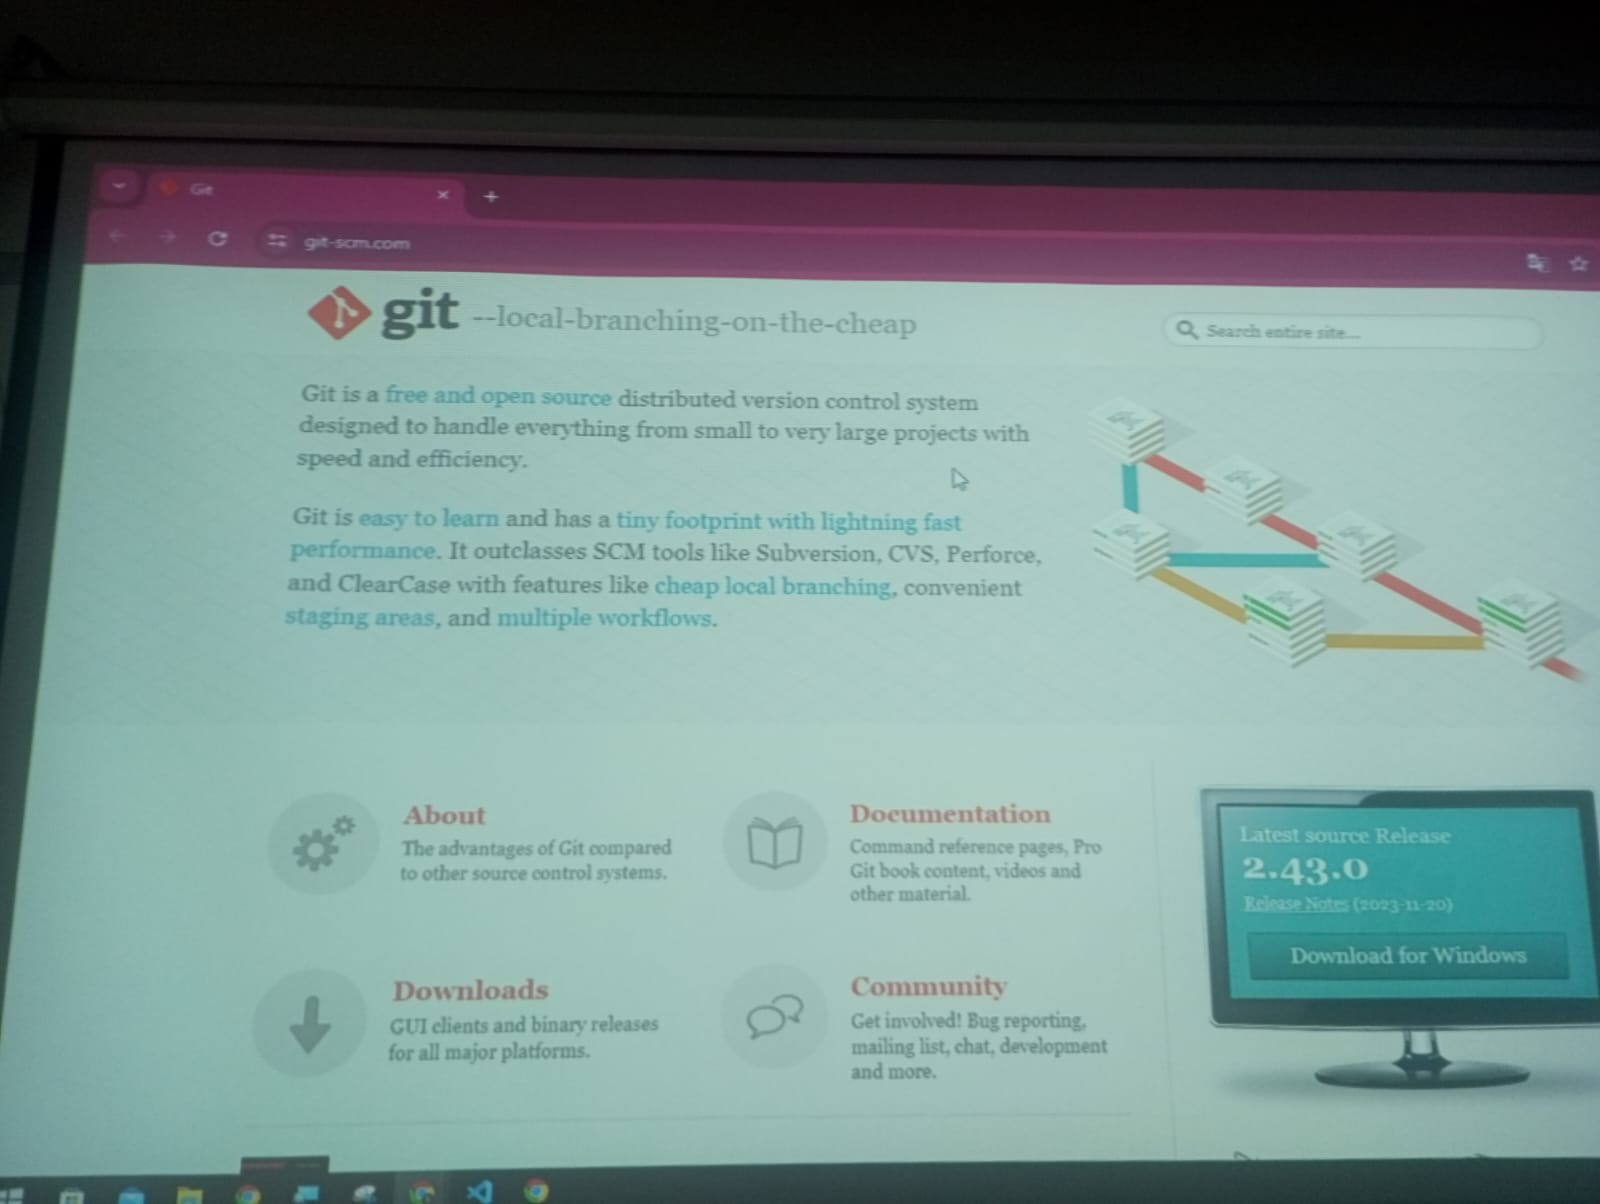 Git
git-scm.com
git --local-branching-on-the-cheap
Search entire site...
Git is a free and open source distributed version control system
designed to handle everything from small to very large projects with
speed and efficiency.
Git is easy to learn and has a tiny footprint with lightning fast
performance. It outclasses SCM tools like Subversion, CVS, Perforce,
and ClearCase with features like cheap local branching, convenient
staging areas, and multiple workflows.
About
The advantages of Git compared
to other source control systems.
Documentation
Command reference pages, Pro
Git book content, videos and
other material.
Downloads
GUI clients and binary releases
for all major platforms.
Community
Get involved! Bug reporting,
mailing list, chat, development
and more.
Latest source Release
2.43.0
Release Notes (2023-11-20)
Download for Windows